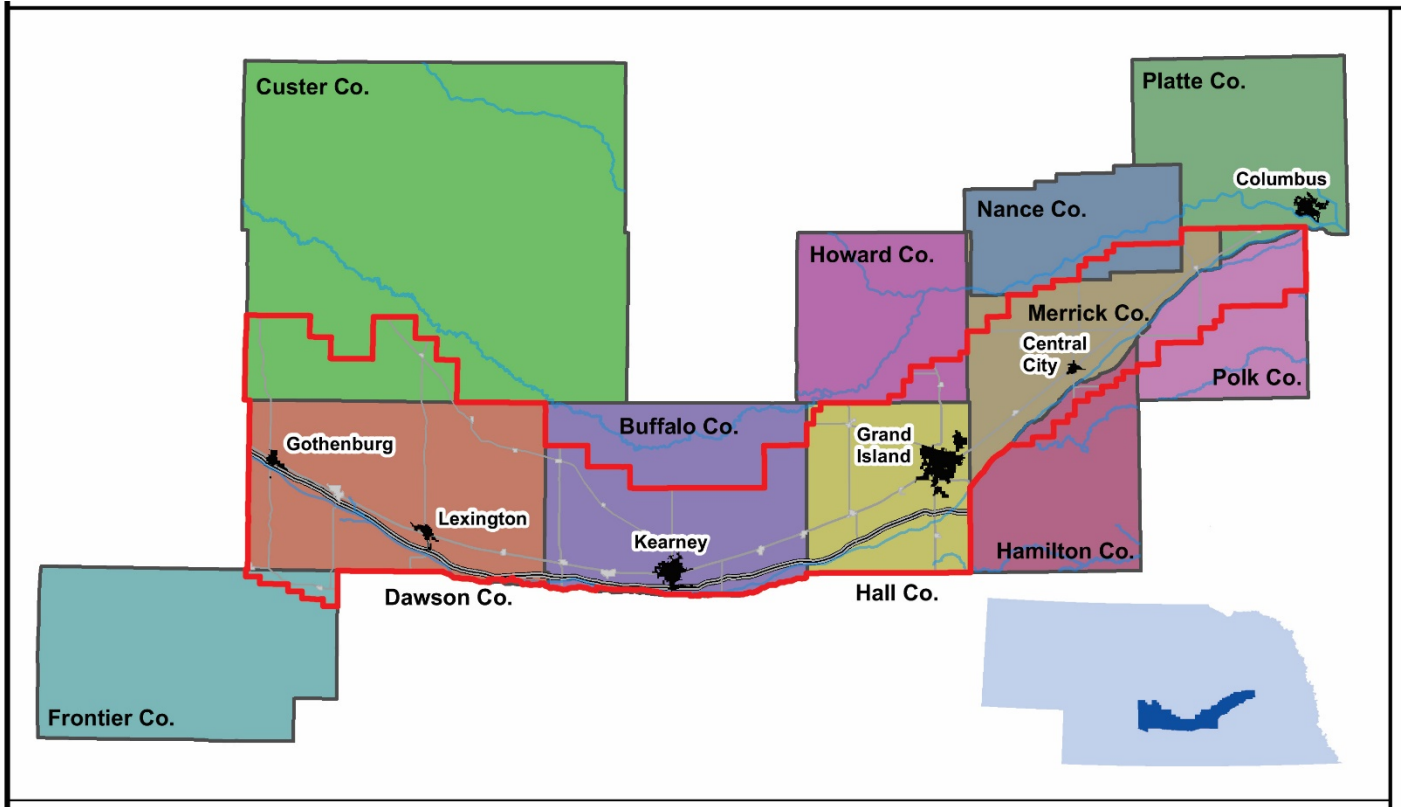 Custer Co.
Platte Co.
Columbus
Nance Co.
Howard Co.
Merrick Co.
Central
City
Polk Co.
Buffalo Co.
Grand
Island
Gothenburg
Lexington
Kearney
Hamilton Co.
Dawson Co.
Hall Co.
Frontier Co.